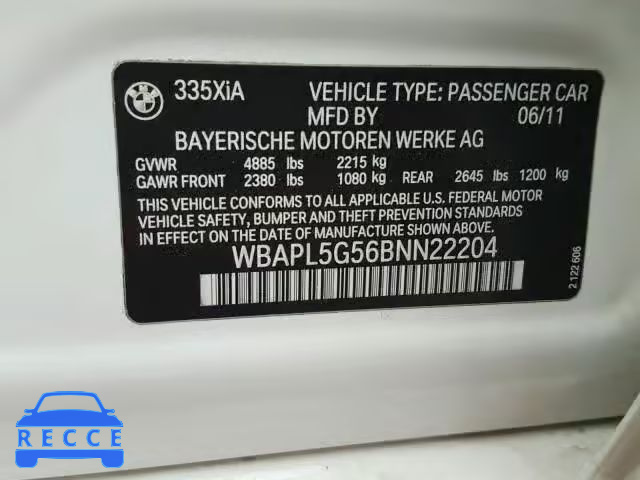 BMW
335XiA VEHICLE TYPE: PASSENGER CAR
MFD BY 06/11
BAYERISCHE MOTOREN WERKE AG
GVWR 4885 lbs 2215 kg
GAWR FRONT 2380 lbs 1080 kg REAR 2645 lbs 1200 kg
THIS VEHICLE CONFORMS TO ALL APPLICABLE U.S. FEDERAL MOTOR
VEHICLE SAFETY, BUMPER, AND THEFT PREVENTION STANDARDS
IN EFFECT ON THE DATE OF MANUFACTURE SHOWN ABOVE.
WBAPL5G56BNN22204
2 122 606
RECCE